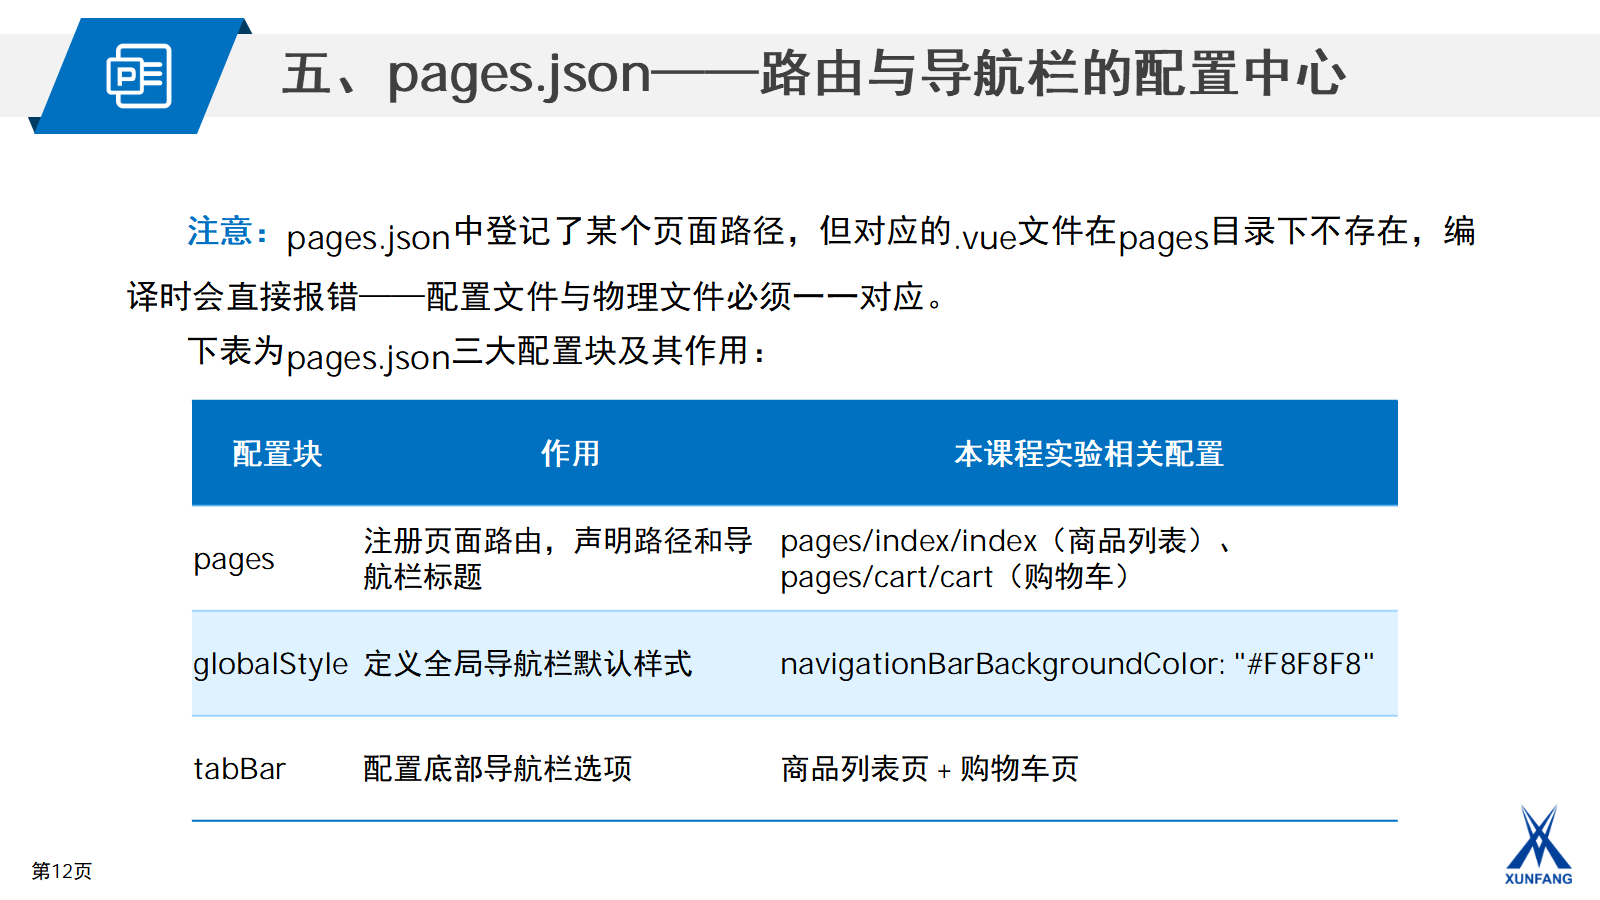 五、pages.json——路由与导航栏的配置中心
注意：pages.json中登记了某个页面路径，但对应的.vue文件在pages目录下不存在，编
译时会直接报错——配置文件与物理文件必须一一对应。
下表为pages.json三大配置块及其作用：
配置块 作用 本课程实验相关配置
pages 注册页面路由，声明路径和导航栏标题 pages/index/index（商品列表）、pages/cart/cart（购物车）
globalStyle 定义全局导航栏默认样式 navigationBarBackgroundColor: "#F8F8F8"
tabBar 配置底部导航栏选项 商品列表页 + 购物车页
第12页
XUNFANG